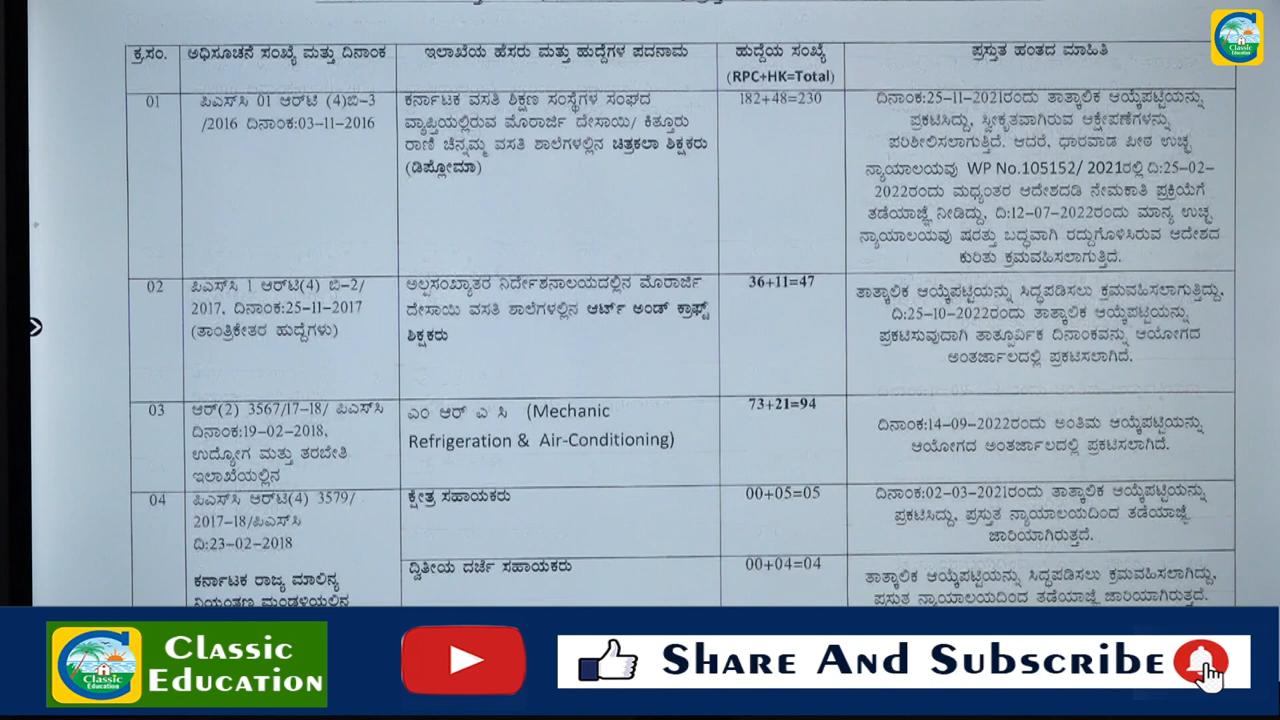 ಕ್ರ.ಸಂ. ಅಧಿಸೂಚನೆ ಸಂಖ್ಯೆ ಮತ್ತು ದಿನಾಂಕ ಇಲಾಖೆಯ ಹೆಸರು ಮತ್ತು ಹುದ್ದೆಗಳ ಪದನಾಮ ಹುದ್ದೆಯ ಸಂಖ್ಯೆ ಪ್ರಸ್ತುತ ಹಂತದ ಮಾಹಿತಿ
(RPC+HK=Total)
01
ಪಿಎಸ್‌ಸಿ 01 ಆರ್‌ಟಿ (4)ಬಿ-3
/2016 ದಿನಾಂಕ:03-11-2016
ಕರ್ನಾಟಕ ವಸತಿ ಶಿಕ್ಷಣ ಸಂಸ್ಥೆಗಳ ಸಂಘದ
ವ್ಯಾಪ್ತಿಯಲ್ಲಿರುವ ಮೊರಾರ್ಜಿ ದೇಸಾಯಿ/ ಕಿತ್ತೂರು
ರಾಣಿ ಚೆನ್ನಮ್ಮ ವಸತಿ ಶಾಲೆಗಳಲ್ಲಿನ ಚಿತ್ರಕಲಾ ಶಿಕ್ಷಕರು
(ಡಿಪ್ಲೋಮಾ)
182+48=230
ದಿನಾಂಕ:25-11-2021ರಂದು ತಾತ್ಕಾಲಿಕ ಆಯ್ಕೆಪಟ್ಟಿಯನ್ನು
ಪ್ರಕಟಿಸಿದ್ದು, ಸ್ವೀಕೃತವಾಗಿರುವ ಆಕ್ಷೇಪಣೆಗಳನ್ನು
ಪರಿಶೀಲಿಸಲಾಗುತ್ತಿದೆ. ಆದರೆ, ಧಾರವಾಡ ಪೀಠ ಉಚ್ಛ
ನ್ಯಾಯಾಲಯವು WP No.105152/ 2021ರಲ್ಲಿ ದಿ:25-02-
2022ರಂದು ಮಧ್ಯಂತರ ಆದೇಶದಡಿ ನೇಮಕಾತಿ ಪ್ರಕ್ರಿಯೆಗೆ
ತಡೆಯಾಜ್ಞೆ ನೀಡಿದ್ದು, ದಿ:12-07-2022ರಂದು ಮಾನ್ಯ ಉಚ್ಛ
ನ್ಯಾಯಾಲಯವು ಷರತ್ತು ಬದ್ಧವಾಗಿ ರದ್ದುಗೊಳಿಸಿರುವ ಆದೇಶದ
ಕುರಿತು ಕ್ರಮವಹಿಸಲಾಗುತ್ತಿದೆ.
02
ಪಿಎಸ್‌ಸಿ 1 ಆರ್‌ಟಿ(4) ಬಿ-2/
2017, ದಿನಾಂಕ:25-11-2017
(ತಾಂತ್ರಿಕೇತರ ಹುದ್ದೆಗಳು)
ಅಲ್ಪಸಂಖ್ಯಾತರ ನಿರ್ದೇಶನಾಲಯದಲ್ಲಿನ ಮೊರಾರ್ಜಿ
ದೇಸಾಯಿ ವಸತಿ ಶಾಲೆಗಳಲ್ಲಿನ ಆರ್ಟ್ ಅಂಡ್ ಕ್ರಾಫ್ಟ್
ಶಿಕ್ಷಕರು
36+11=47
ತಾತ್ಕಾಲಿಕ ಆಯ್ಕೆಪಟ್ಟಿಯನ್ನು ಸಿದ್ಧಪಡಿಸಲು ಕ್ರಮವಹಿಸಲಾಗುತ್ತಿದ್ದು,
ದಿ:25-10-2022ರಂದು ತಾತ್ಕಾಲಿಕ ಆಯ್ಕೆಪಟ್ಟಿಯನ್ನು
ಪ್ರಕಟಿಸುವುದಾಗಿ ತಾತ್ಪೂರ್ವಿಕ ದಿನಾಂಕವನ್ನು ಆಯೋಗದ
ಅಂತರ್ಜಾಲದಲ್ಲಿ ಪ್ರಕಟಿಸಲಾಗಿದೆ.
03
ಆರ್(2) 3567/17-18/ ಪಿಎಸ್‌ಸಿ
ದಿನಾಂಕ:19-02-2018,
ಉದ್ಯೋಗ ಮತ್ತು ತರಬೇತಿ
ಇಲಾಖೆಯಲ್ಲಿನ
ಎಂ ಆರ್ ಎ ಸಿ (Mechanic
Refrigeration & Air-Conditioning)
73+21=94
ದಿನಾಂಕ:14-09-2022ರಂದು ಅಂತಿಮ ಆಯ್ಕೆಪಟ್ಟಿಯನ್ನು
ಆಯೋಗದ ಅಂತರ್ಜಾಲದಲ್ಲಿ ಪ್ರಕಟಿಸಲಾಗಿದೆ.
04
ಪಿಎಸ್‌ಸಿ ಆರ್‌ಟಿ(4) 3579/
2017-18/ಪಿಎಸ್‌ಸಿ
ದಿ:23-02-2018
ಕರ್ನಾಟಕ ರಾಜ್ಯ ಮಾಲಿನ್ಯ
ನಿಯಂತ್ರಣ ಮಂಡಳಿಯಲ್ಲಿನ
ಕ್ಷೇತ್ರ ಸಹಾಯಕರು
00+05=05
ದಿನಾಂಕ:02-03-2021ರಂದು ತಾತ್ಕಾಲಿಕ ಆಯ್ಕೆಪಟ್ಟಿಯನ್ನು
ಪ್ರಕಟಿಸಿದ್ದು, ಪ್ರಸ್ತುತ ನ್ಯಾಯಾಲಯದಿಂದ ತಡೆಯಾಜ್ಞೆ
ಜಾರಿಯಾಗಿರುತ್ತದೆ.
ದ್ವಿತೀಯ ದರ್ಜೆ ಸಹಾಯಕರು
00+04=04
ತಾತ್ಕಾಲಿಕ ಆಯ್ಕೆಪಟ್ಟಿಯನ್ನು ಸಿದ್ಧಪಡಿಸಲು ಕ್ರಮವಹಿಸಲಾಗಿದ್ದು,
ಪ್ರಸ್ತುತ ನ್ಯಾಯಾಲಯದಿಂದ ತಡೆಯಾಜ್ಞೆ ಜಾರಿಯಾಗಿರುತ್ತದೆ.
Classic
Education
Classic
Education
Classic
Education
Share And Subscribe